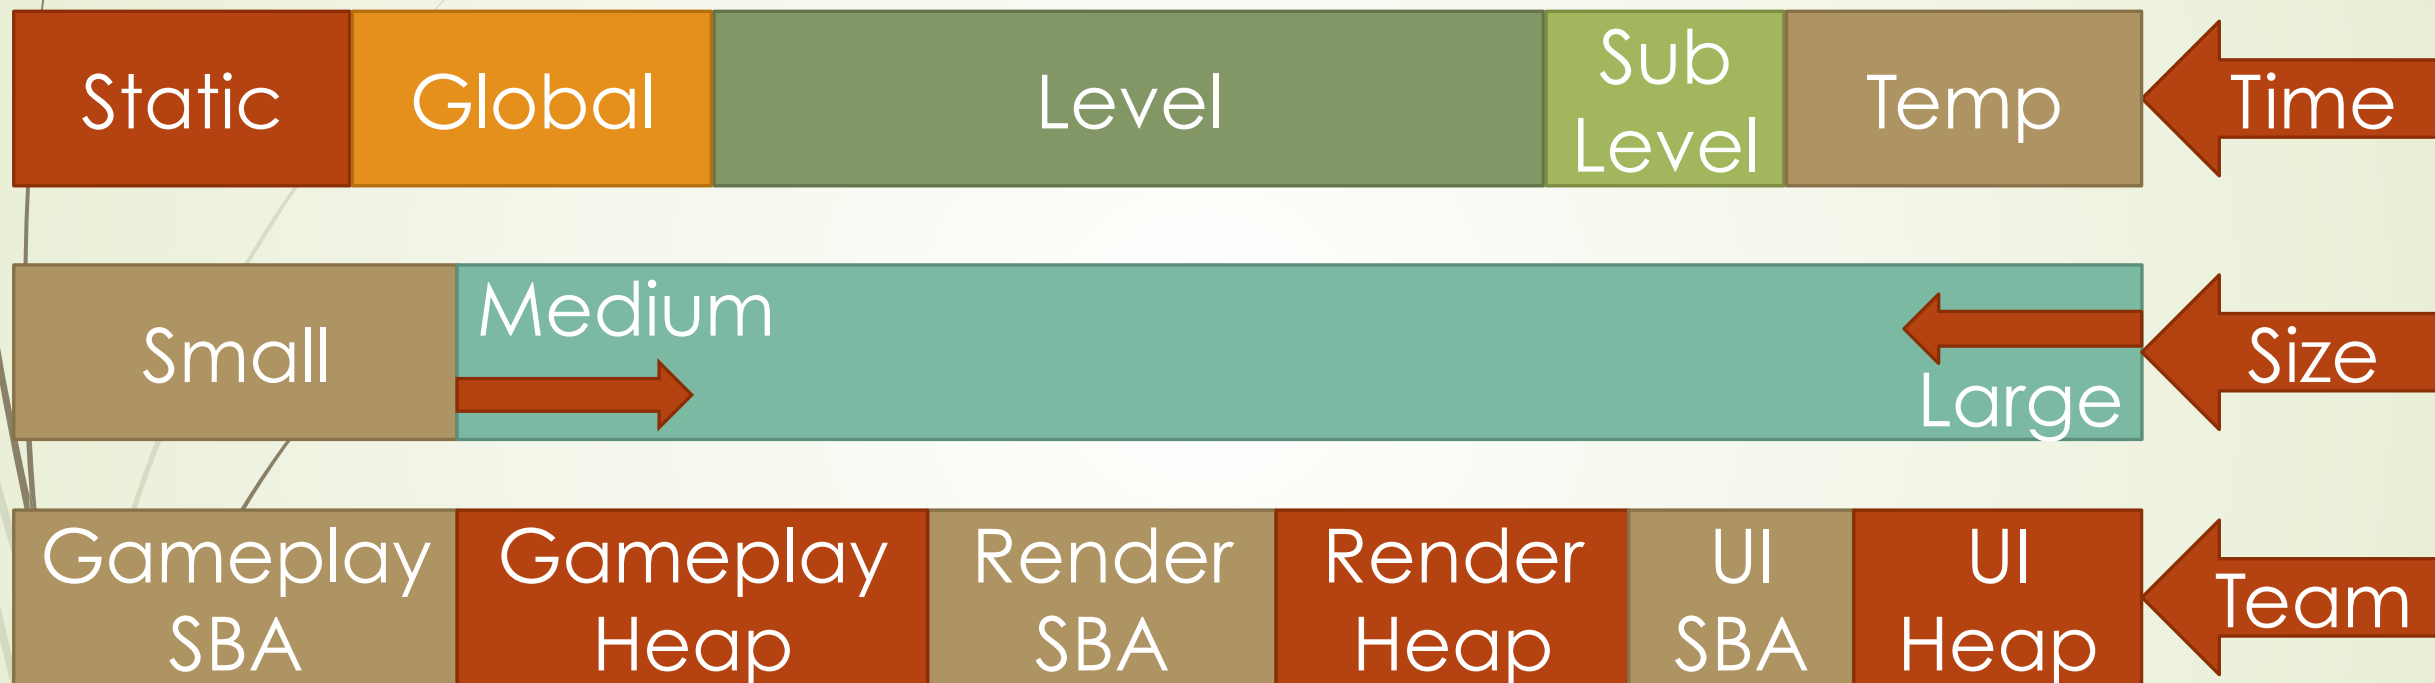 Static
Global
Level
Sub
Level
Temp
Time
Small
Medium
Large
Size
Gameplay
SBA
Gameplay
Heap
Render
SBA
Render
Heap
UI
SBA
UI
Heap
Team